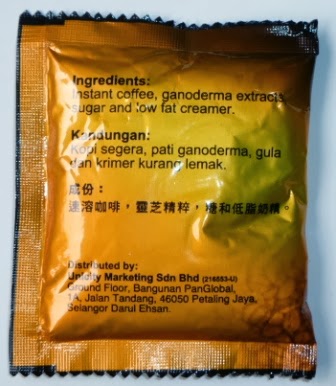 Ingredients:
Instant coffee, ganoderma extracts,
sugar and low fat creamer.
Kandungan:
Kopi segera, pati ganoderma, gula
dan krimer kurang lemak.
成份：
速溶咖啡，靈芝精粹，糖和低脂奶精。
Distributed by:
Jnicity Marketing Sdn Bhd (216553-U)
Ground Floor, Bangunan PanGlobal,
1A, Jalan Tandang, 46050 Petaling Jaya,
Selangor Darul Ehsan.